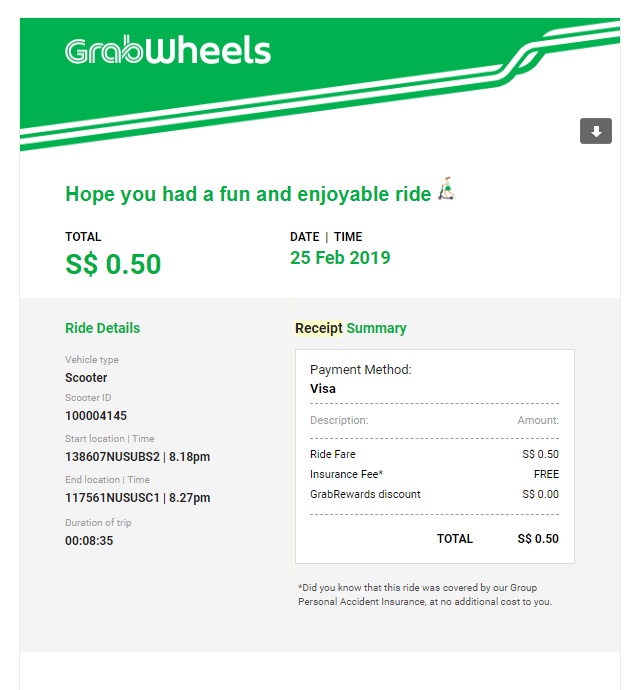 GrabWheels
Hope you had a fun and enjoyable ride
TOTAL
S$ 0.50
DATE | TIME
25 Feb 2019
Ride Details
Vehicle type
Scooter
Scooter ID
100004145
Start location | Time
138607NUSUBS2 | 8.18pm
End location | Time
117561NUSUSC1 | 8.27pm
Duration of trip
00:08:35
Receipt Summary
Payment Method:
Visa
Description: Amount:
Ride Fare S$ 0.50
Insurance Fee* FREE
GrabRewards discount S$ 0.00
TOTAL S$ 0.50
*Did you know that this ride was covered by our Group
Personal Accident Insurance, at no additional cost to you.